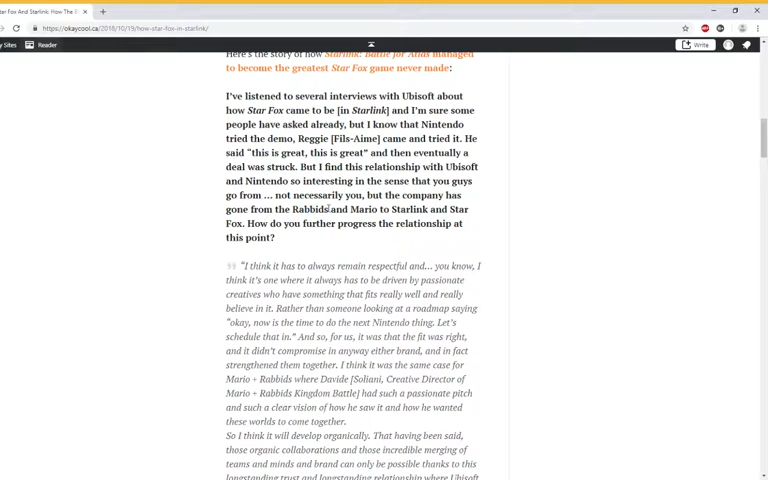 ar Fox And Starlink: How The B
https://okaycool.ca/2018/10/19/how-star-fox-in-starlink/
y Sites
Reader
Write
Here's the story of how Starlink: Battle for Atlas managed
to become the greatest Star Fox game never made:
I've listened to several interviews with Ubisoft about
how Star Fox came to be [in Starlink] and I'm sure some
people have asked already, but I know that Nintendo
tried the demo, Reggie [Fils-Aime] came and tried it. He
said "this is great, this is great" and then eventually a
deal was struck. But I find this relationship with Ubisoft
and Nintendo so interesting in the sense that you guys
go from … not necessarily you, but the company has
gone from the Rabbids and Mario to Starlink and Star
Fox. How do you further progress the relationship at
this point?
"I think it has to always remain respectful and… you know, I
think it's one where it always has to be driven by passionate
creatives who have something that fits really well and really
believe in it. Rather than someone looking at a roadmap saying
"okay, now is the time to do the next Nintendo thing. Let's
schedule that in." And so, for us, it was that the fit was right,
and it didn't compromise in anyway either brand, and in fact
strengthened them together. I think it was the same case for
Mario + Rabbids where Davide [Soliani, Creative Director of
Mario + Rabbids Kingdom Battle] had such a passionate pitch
and such a clear vision of how he saw it and how he wanted
these worlds to come together.
So I think it will develop organically. That having been said,
those organic collaborations and those incredible merging of
teams and minds and brand can only be possible thanks to this
longstanding trust and longstanding relationship where Ubisoft